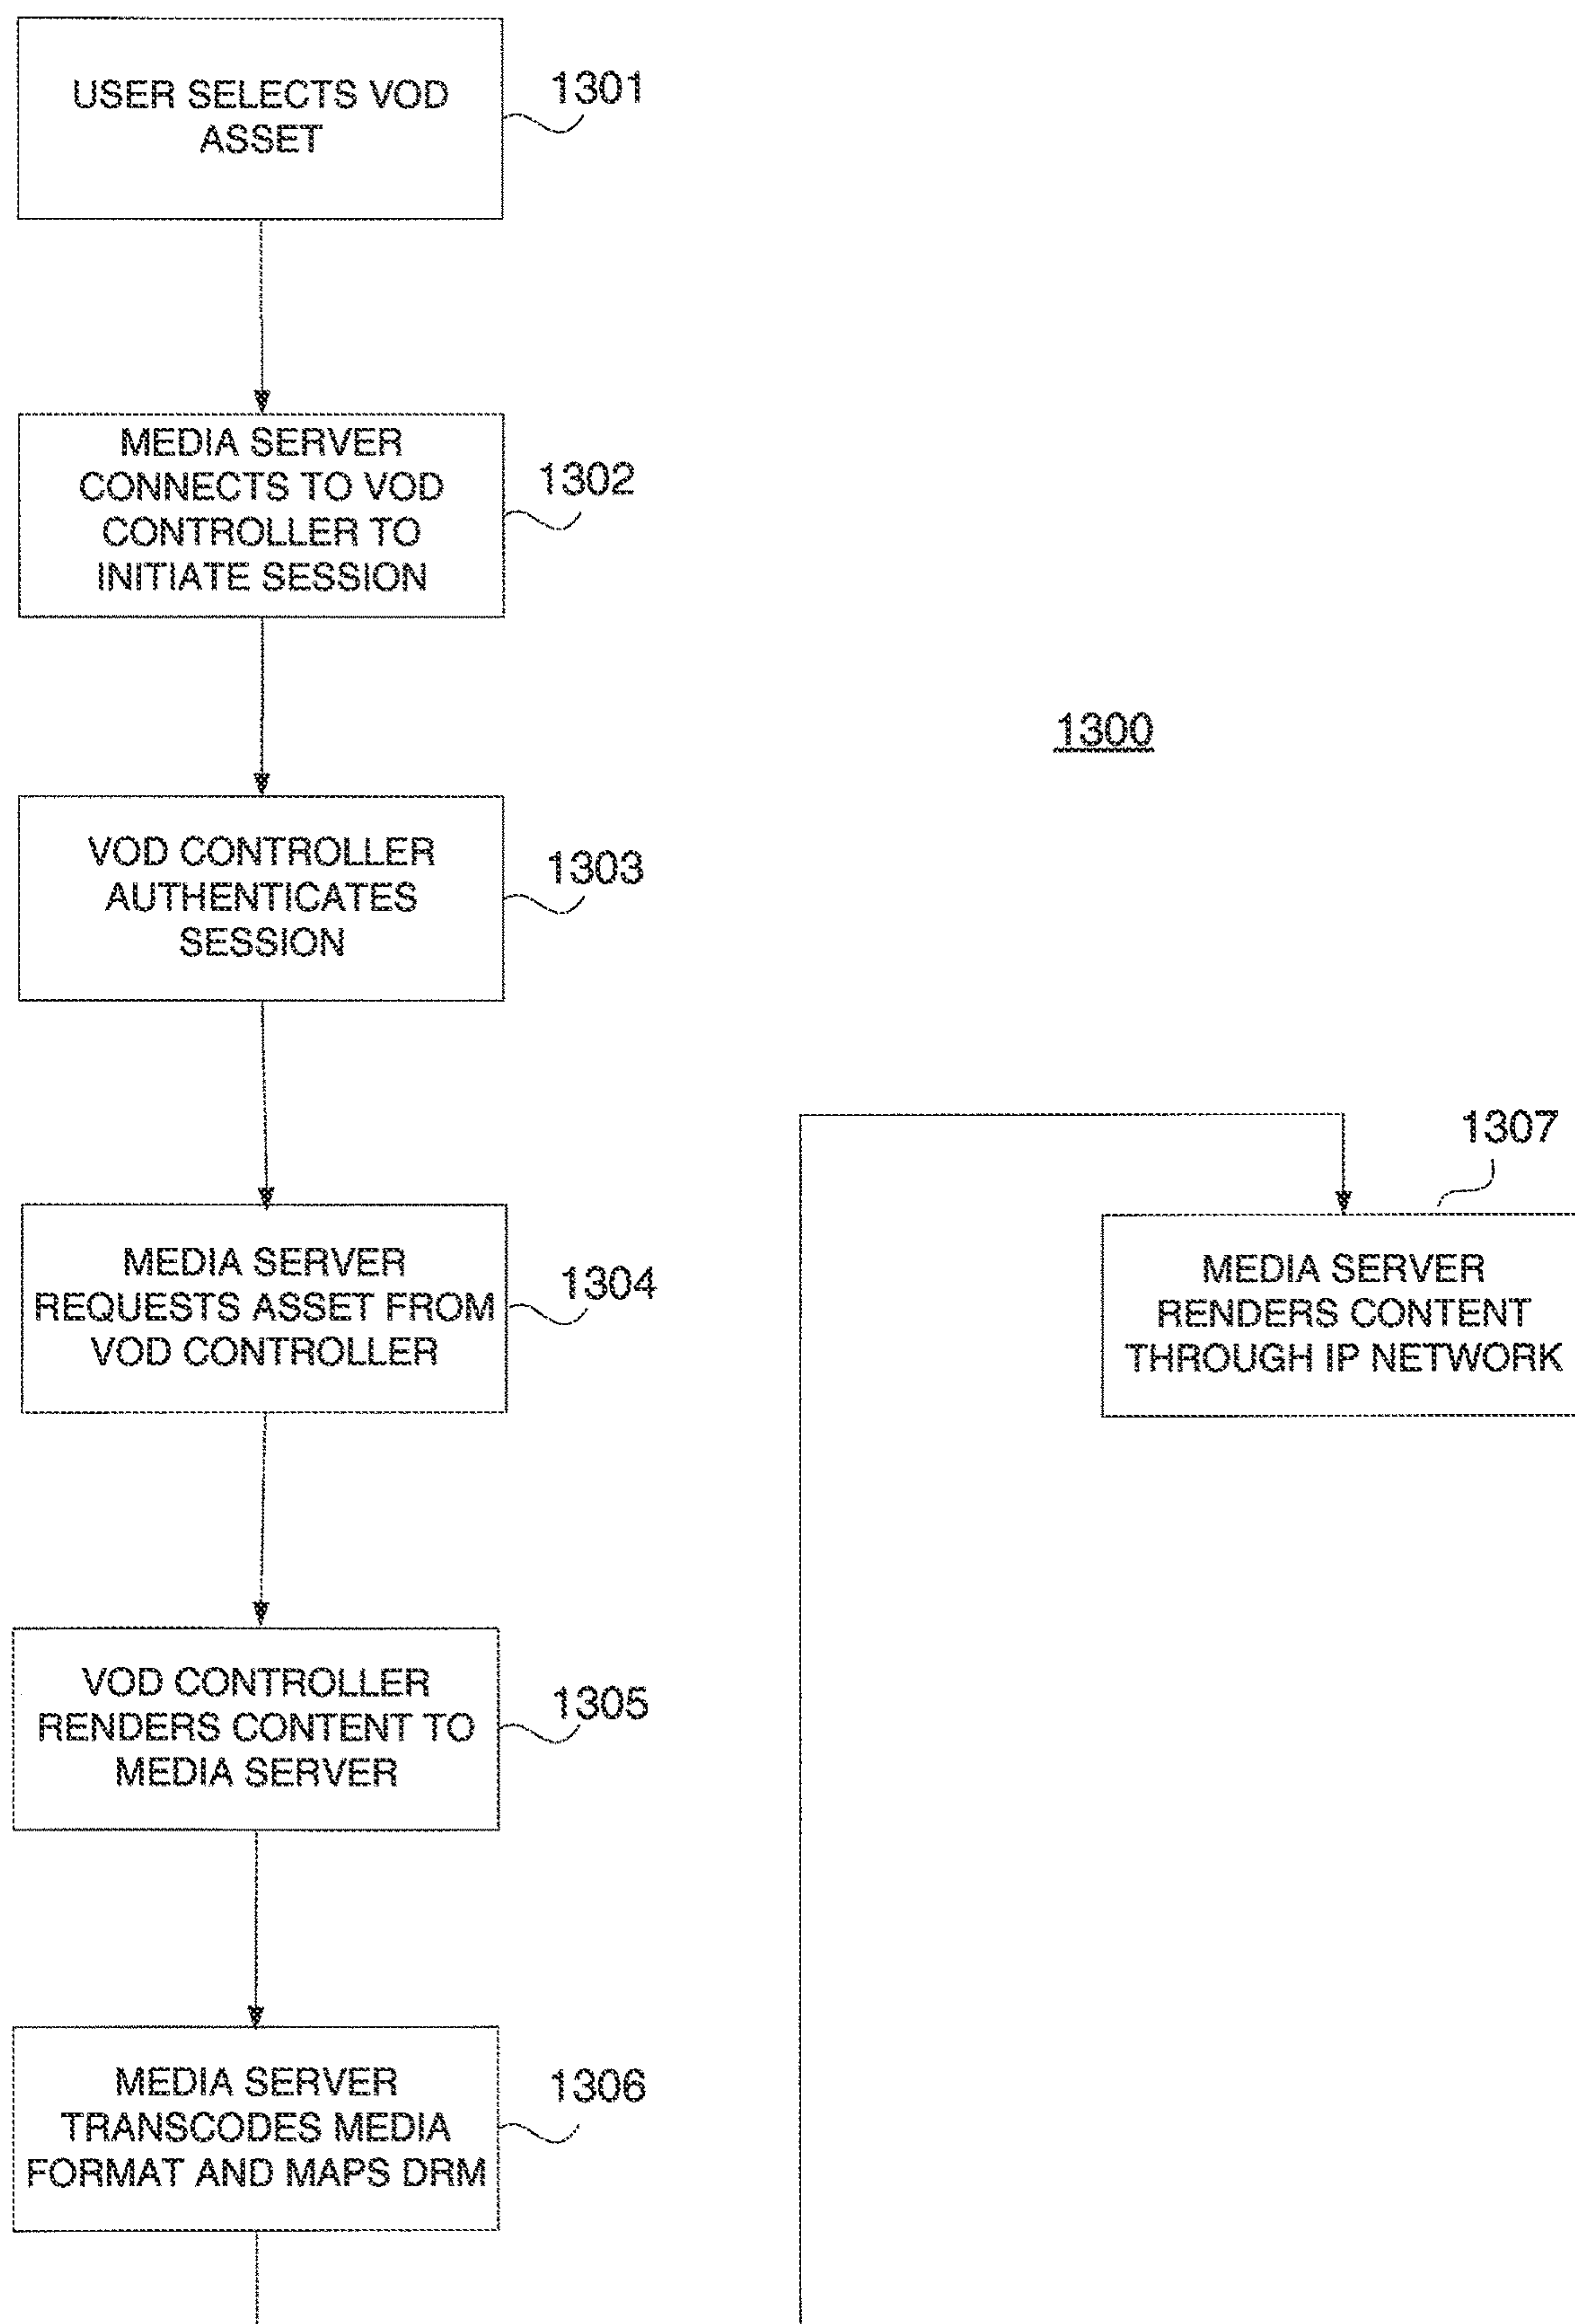 USER SELECTS VOD
ASSET
1301
MEDIA SERVER
CONNECTS TO VOD
CONTROLLER TO
INITIATE SESSION
1302
1300
VOD CONTROLLER
AUTHENTICATES
SESSION
1303
MEDIA SERVER
REQUESTS ASSET FROM
VOD CONTROLLER
1304
VOD CONTROLLER
RENDERS CONTENT TO
MEDIA SERVER
1305
MEDIA SERVER
TRANSCODES MEDIA
FORMAT AND MAPS DRM
1306
1307
MEDIA SERVER
RENDERS CONTENT
THROUGH IP NETWORK